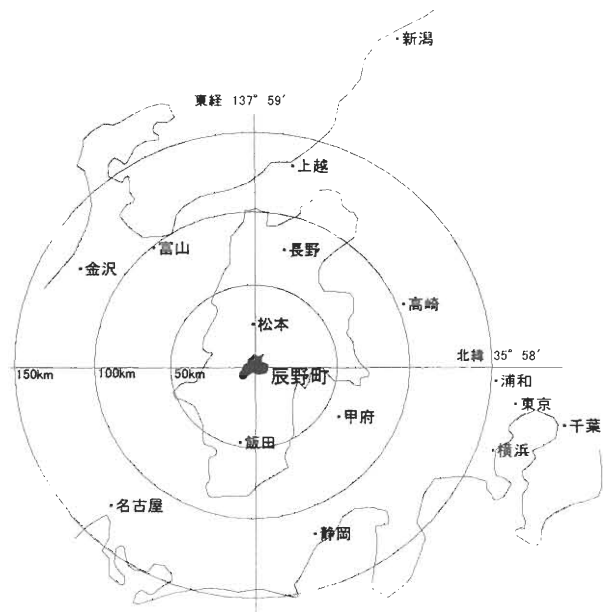 新潟
東経 137° 59′
上越
富山
長野
金沢
高崎
松本
北緯 35° 58′
150km
100km
50km
辰野町
浦和
東京
甲府
千葉
飯田
横浜
名古屋
静岡